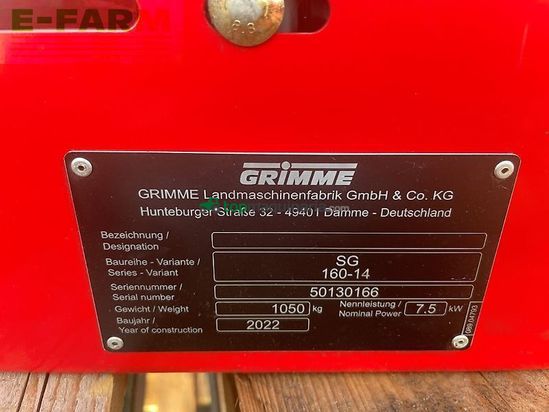 E-FARM
8.8
GRIMME
GRIMME Landmaschinenfabrik GmbH & Co. KG
Hunteburger Straße 32 - 49401 Damme - Deutschland
Bezeichnung /
Designation
Baureihe - Variante / SG
Series - Variant 160-14
Seriennummer / 50130166
Serial number
Gewicht / Weight 1050 kg Nennleistung / Nominal Power 7.5 kW
Baujahr / 2022
Year of construction